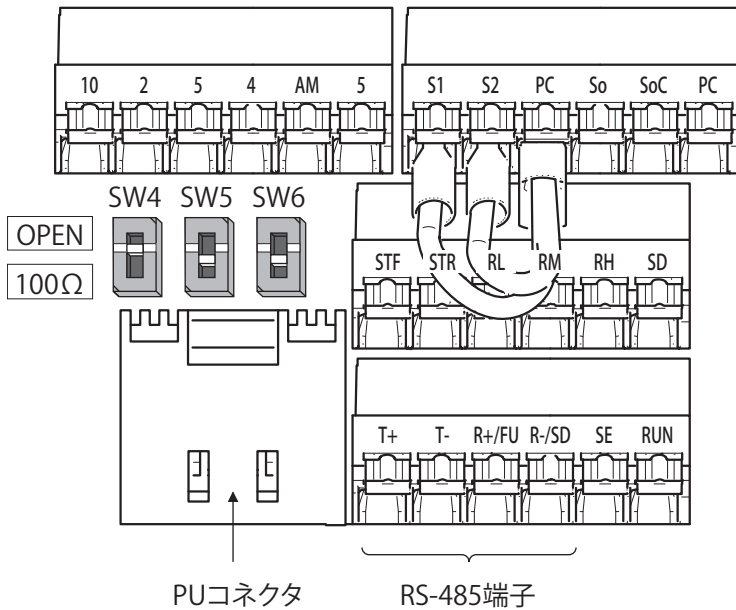 10 2 5 4 AM 5
S1 S2 PC So SoC PC
SW4 SW5 SW6
OPEN
100Ω
STF STR RL RM RH SD
T+ T- R+/FU R-/SD SE RUN
PUコネクタ
RS-485端子